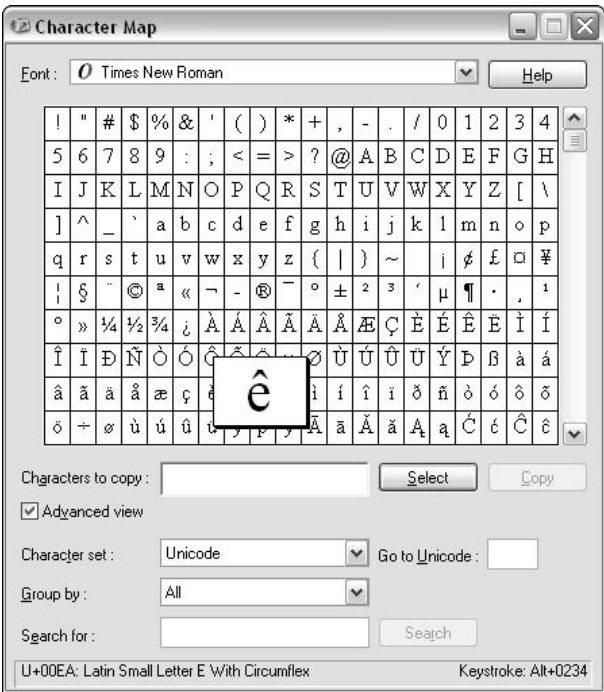 Character Map
Font : O Times New Roman Help
! " # $ % & ' ( ) * + , - . / 0 1 2 3 4
5 6 7 8 9 : ; < = > ? @ A B C D E F G H
I J K L M N O P Q R S T U V W X Y Z [ \
] ^ _ ` a b c d e f g h i j k l m n o p
q r s t u v w x y z { | } ~ ¡ ¢ £ ¤ ¥
¦ § ¨ © ª « ¬ - ® ¯ ° ± ² ³ ´ µ ¶ · ¸ ¹
º » ¼ ½ ¾ ¿ À Á Â Ã Ä Å Æ Ç È É Ê Ë Ì Í
Î Ï Ð Ñ Ò Ó Ô Õ Ø Ù Ú Û Ü Ý Þ ß à á
â ã ä å æ ç ê ì í î ï ð ñ ò ó ô õ
ö ÷ ø ù ú û Ā ā Ă ă Ą ą Ć ć Ĉ ĉ
Characters to copy : Select Copy
Advanced view
Character set : Unicode Go to Unicode :
Group by : All
Search for : Search
U+00EA: Latin Small Letter E With Circumflex Keystroke: Alt+0234